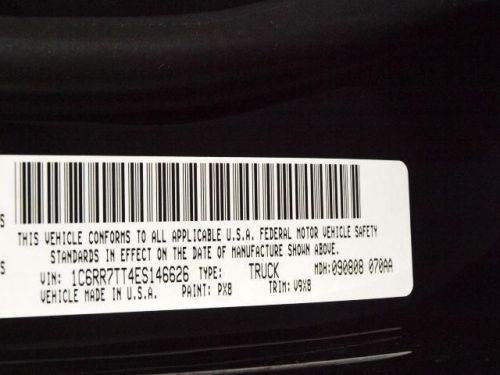 THIS VEHICLE CONFORMS TO ALL APPLICABLE U.S.A. FEDERAL MOTOR VEHICLE SAFETY
STANDARDS IN EFFECT ON THE DATE OF MANUFACTURE SHOWN ABOVE.
VIN: 1C6RR7TT4ES146626 TYPE: TRUCK MDH: 090808 070AA
VEHICLE MADE IN U.S.A. PAINT: PX8 TRIM: V9X8